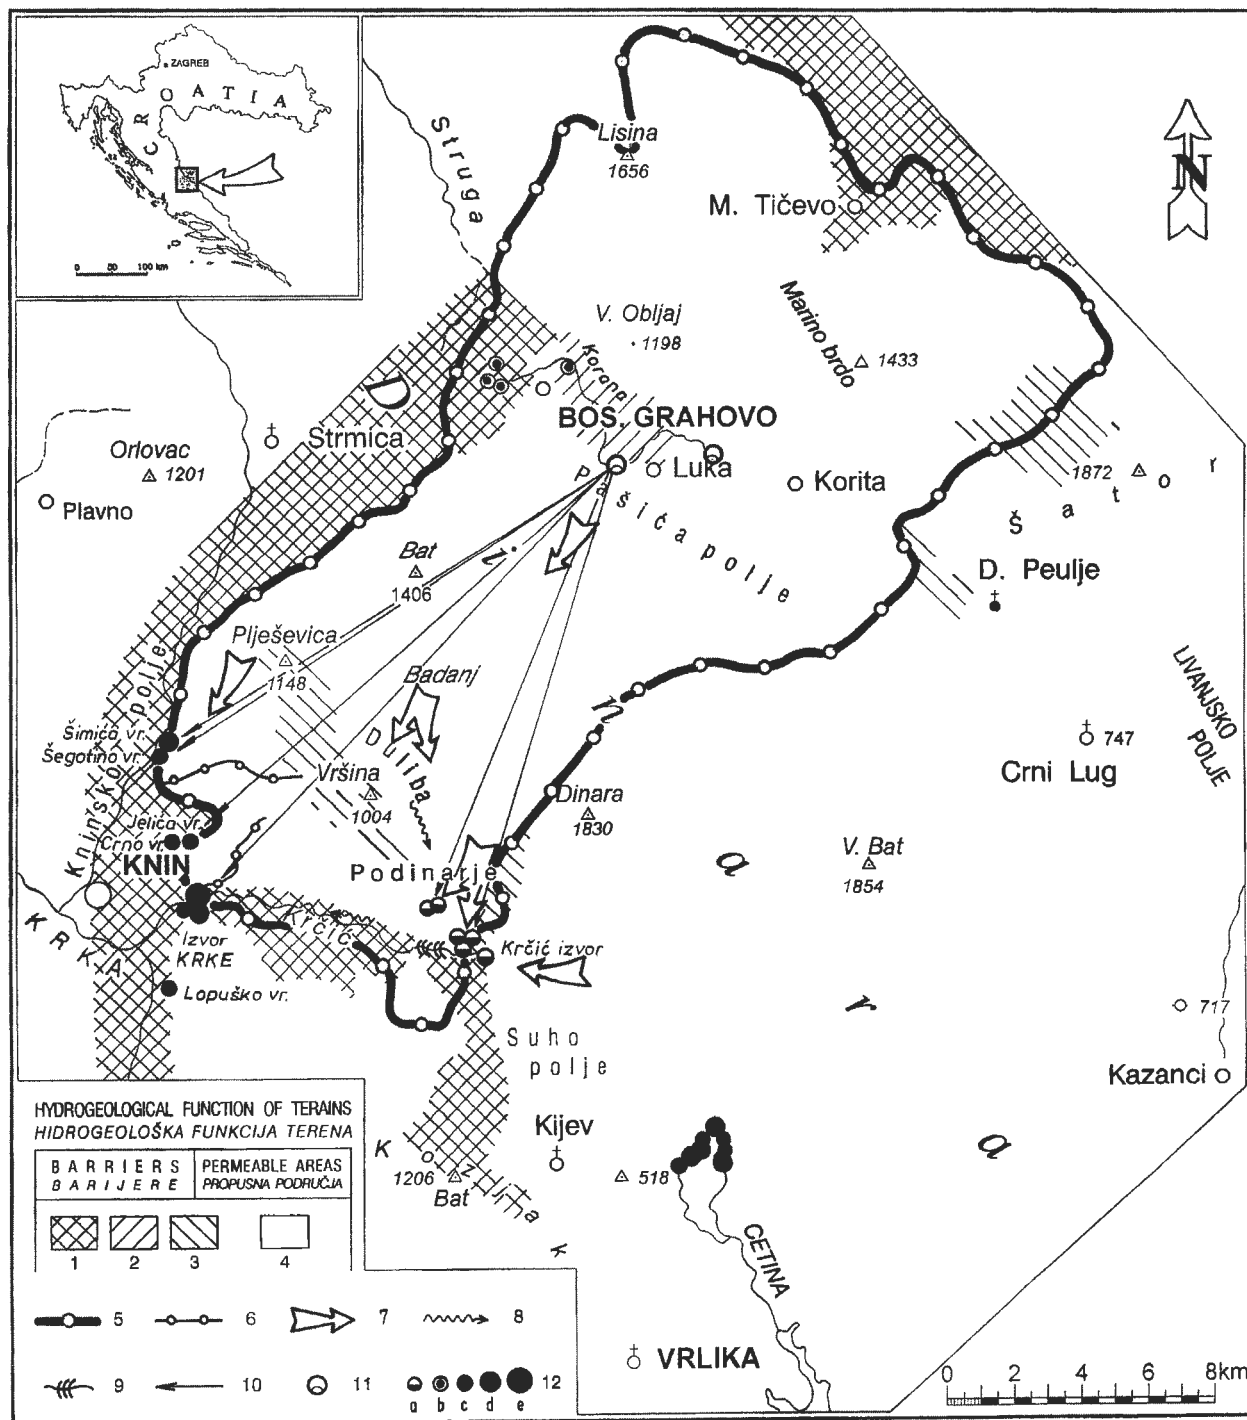 ZAGREB
CROATIA
0 50 100 km
N
Struga
Lisina
1656
M. Tičevo
V. Obljaj
1198
Marino brdo
1433
Korana
BOS. GRAHOVO
D
Strmica
Orlovac
1201
Plavno
Luka
Korita
1872
Šator
Pašića polje
Bat
1406
i
D. Peulje
Plješevica
1148
Badanj
LIVANJSKO
POLJE
n
Šimića vr.
Šegotino vr.
Kninsko polje
Duliba
747
Crni Lug
Vršina
1004
Dinara
1830
Jelića vr.
Crno vr.
KNIN
V. Bat
1854
a
Podinarje
Krčić
KRKA
Izvor
KRKE
Krčić izvor
Lopuško vr.
r
717
Suho
polje
Kazanci
Kijev
a
Kozjak
1206
Bat
518
CETINA
VRLIKA
HYDROGEOLOGICAL FUNCTION OF TERAINS
HIDROGEOLOŠKA FUNKCIJA TERENA
BARRIERS
BARIJERE
PERMEABLE AREAS
PROPUSNA PODRUČJA
1 2 3 4
5 6 7 8
9 10 11 12
a b c d e
0 2 4 6 8km